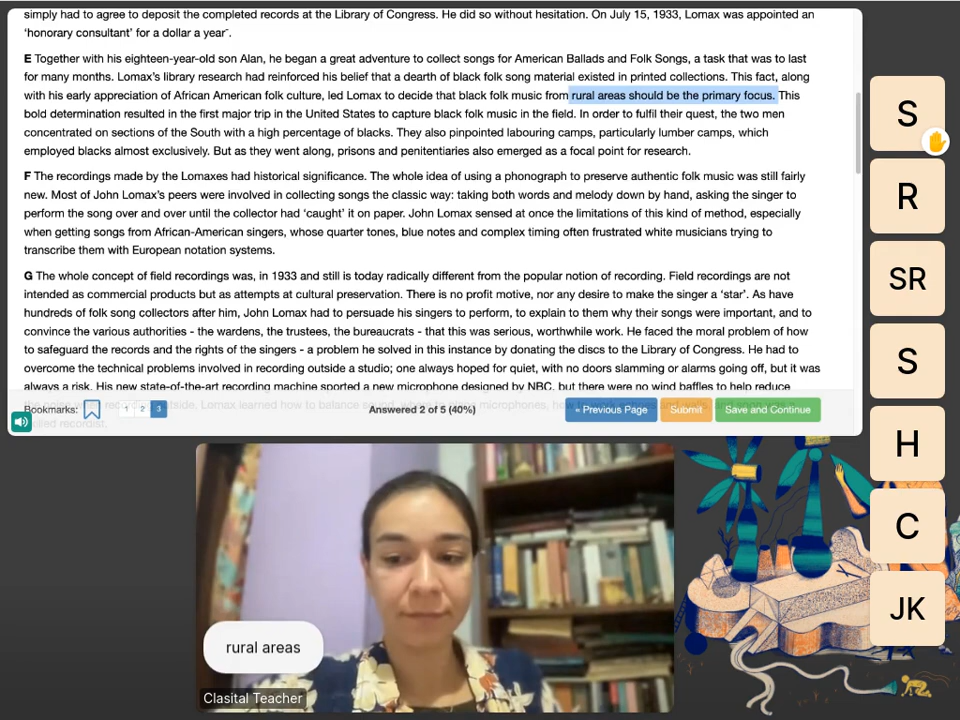 simply had to agree to deposit the completed records at the Library of Congress. He did so without hesitation. On July 15, 1933, Lomax was appointed an
'honorary consultant' for a dollar a year¨.
E Together with his eighteen-year-old son Alan, he began a great adventure to collect songs for American Ballads and Folk Songs, a task that was to last
for many months. Lomax's library research had reinforced his belief that a dearth of black folk song material existed in printed collections. This fact, along
with his early appreciation of African American folk culture, led Lomax to decide that black folk music from rural areas should be the primary focus. This
bold determination resulted in the first major trip in the United States to capture black folk music in the field. In order to fulfil their quest, the two men
concentrated on sections of the South with a high percentage of blacks. They also pinpointed labouring camps, particularly lumber camps, which
employed blacks almost exclusively. But as they went along, prisons and penitentiaries also emerged as a focal point for research.
F The recordings made by the Lomaxes had historical significance. The whole idea of using a phonograph to preserve authentic folk music was still fairly
new. Most of John Lomax's peers were involved in collecting songs the classic way: taking both words and melody down by hand, asking the singer to
perform the song over and over until the collector had 'caught' it on paper. John Lomax sensed at once the limitations of this kind of method, especially
when getting songs from African-American singers, whose quarter tones, blue notes and complex timing often frustrated white musicians trying to
transcribe them with European notation systems.
G The whole concept of field recordings was, in 1933 and still is today radically different from the popular notion of recording. Field recordings are not
intended as commercial products but as attempts at cultural preservation. There is no profit motive, nor any desire to make the singer a 'star'. As have
hundreds of folk song collectors after him, John Lomax had to persuade his singers to perform, to explain to them why their songs were important, and to
convince the various authorities - the wardens, the trustees, the bureaucrats - that this was serious, worthwhile work. He faced the moral problem of how
to safeguard the records and the rights of the singers - a problem he solved in this instance by donating the discs to the Library of Congress. He had to
overcome the technical problems involved in recording outside a studio; one always hoped for quiet, with no doors slamming or alarms going off, but it was
always a risk. His new state-of-the-art recording machine sported a new microphone designed by NBC, but there were no wind baffles to help reduce
Lomax learned how to balance
Bookmarks: 1 2 3 Answered 2 of 5 (40%) « Previous Page Submit Save and Continue
S
R
SR
S
H
C
JK
rural areas
Clasital Teacher